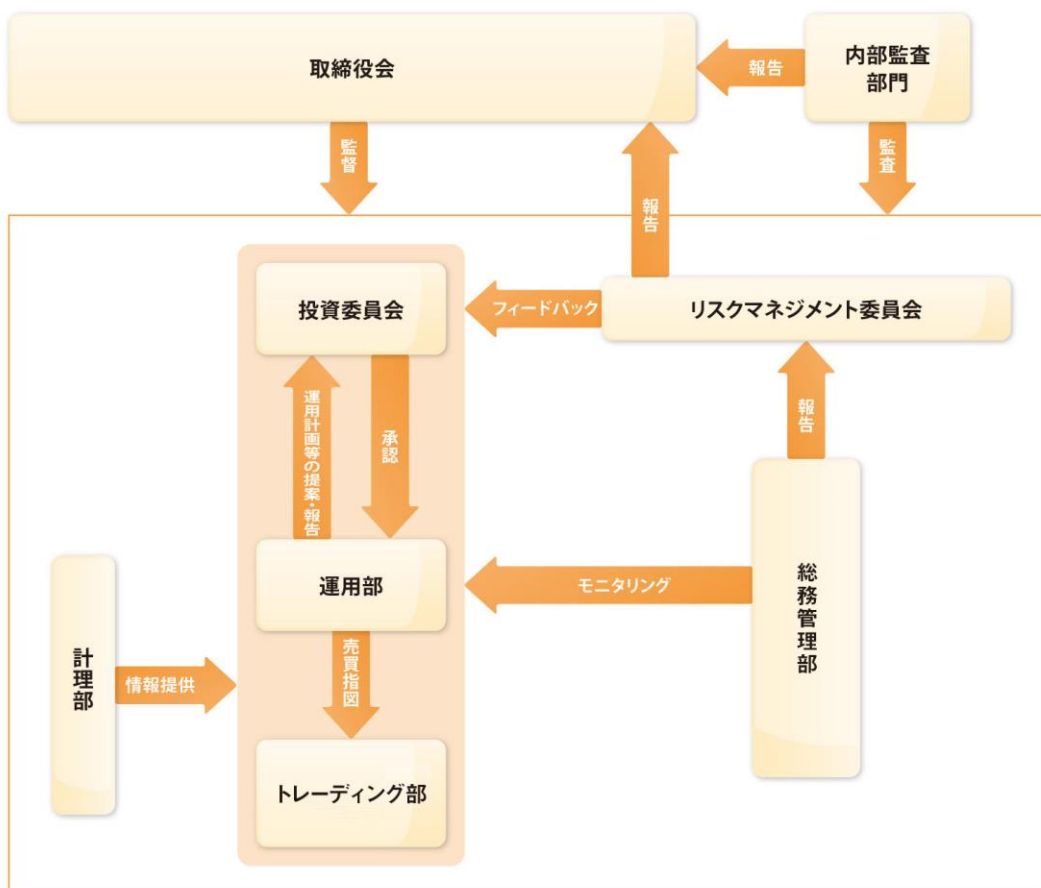 取締役会
報告
内部監査
部門
監督
監査
報告
投資委員会
フィードバック
リスクマネジメント委員会
運用計画等の提案・報告
承認
報告
運用部
モニタリング
総務管理部
計理部
情報提供
売買指図
トレーディング部